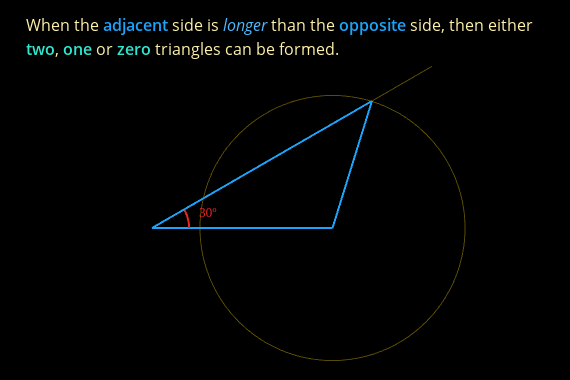 When the adjacent side is longer than the opposite side, then either
two, one or zero triangles can be formed.
30°